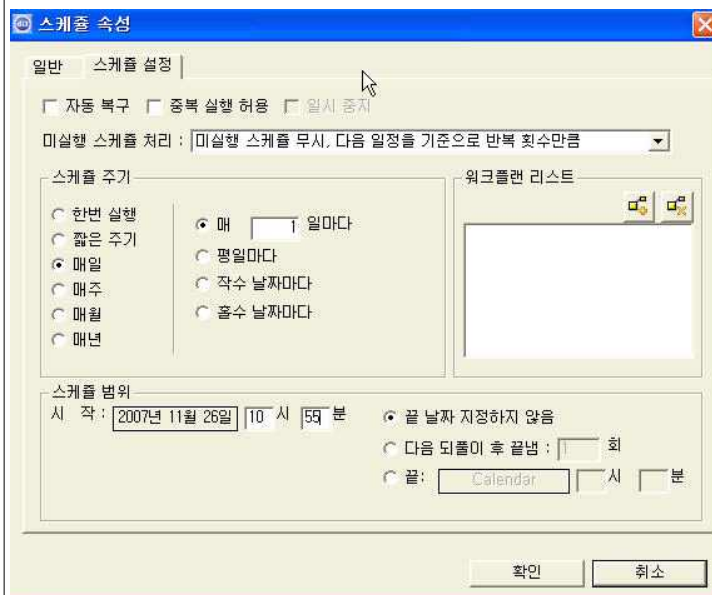 스케쥴 속성
일반 스케쥴 설정
자동 복구 중복 실행 허용 일시 중지
미실행 스케쥴 처리 : 미실행 스케쥴 무시, 다음 일정을 기준으로 반복 횟수만큼
스케쥴 주기
한번 실행
짧은 주기
매일
매주
매월
매년
매 1 일마다
평일마다
작수 날짜마다
홀수 날짜마다
워크플랜 리스트
스케쥴 범위
시 작 : 2007년 11월 26일 10 시 55 분
끝 날짜 지정하지 않음
다음 되풀이 후 끝냄 : 1 회
끝: Calendar 시 분
확인 취소